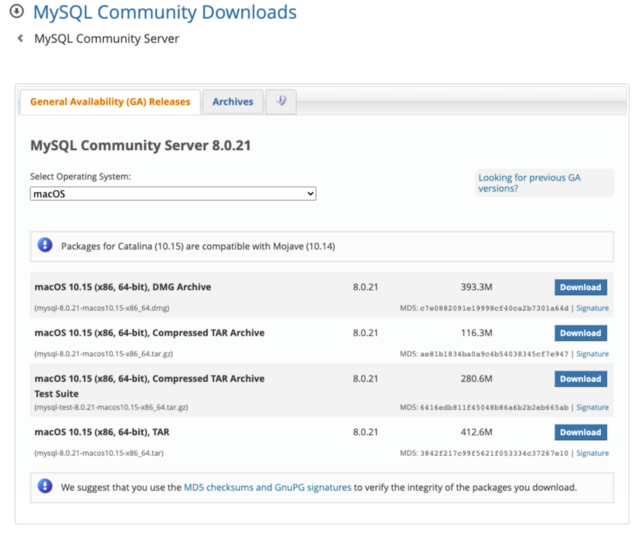 MySQL Community Downloads
MySQL Community Server
General Availability (GA) Releases
Archives
MySQL Community Server 8.0.21
Select Operating System:
macOS
Looking for previous GA
versions?
Packages for Catalina (10.15) are compatible with Mojave (10.14)
macOS 10.15 (x86, 64-bit), DMG Archive 8.0.21 393.3M Download
(mysql-8.0.21-macos10.15-x86_64.dmg) MD5: c7e0882091e19998cf40ca2b7301a64d | Signature
macOS 10.15 (x86, 64-bit), Compressed TAR Archive 8.0.21 116.3M Download
(mysql-8.0.21-macos10.15-x86_64.tar.gz) MD5: ae81b1834ba0a9c4b54038345cf7e947 | Signature
macOS 10.15 (x86, 64-bit), Compressed TAR Archive 8.0.21 280.6M Download
Test Suite
(mysql-test-8.0.21-macos10.15-x86_64.tar.gz) MD5: 6416edb811f45048b86a6b2b2eb665ab | Signature
macOS 10.15 (x86, 64-bit), TAR 8.0.21 412.6M Download
(mysql-8.0.21-macos10.15-x86_64.tar) MD5: 3842f217c99f5621f053334c37267e10 | Signature
We suggest that you use the MD5 checksums and GnuPG signatures to verify the integrity of the packages you download.